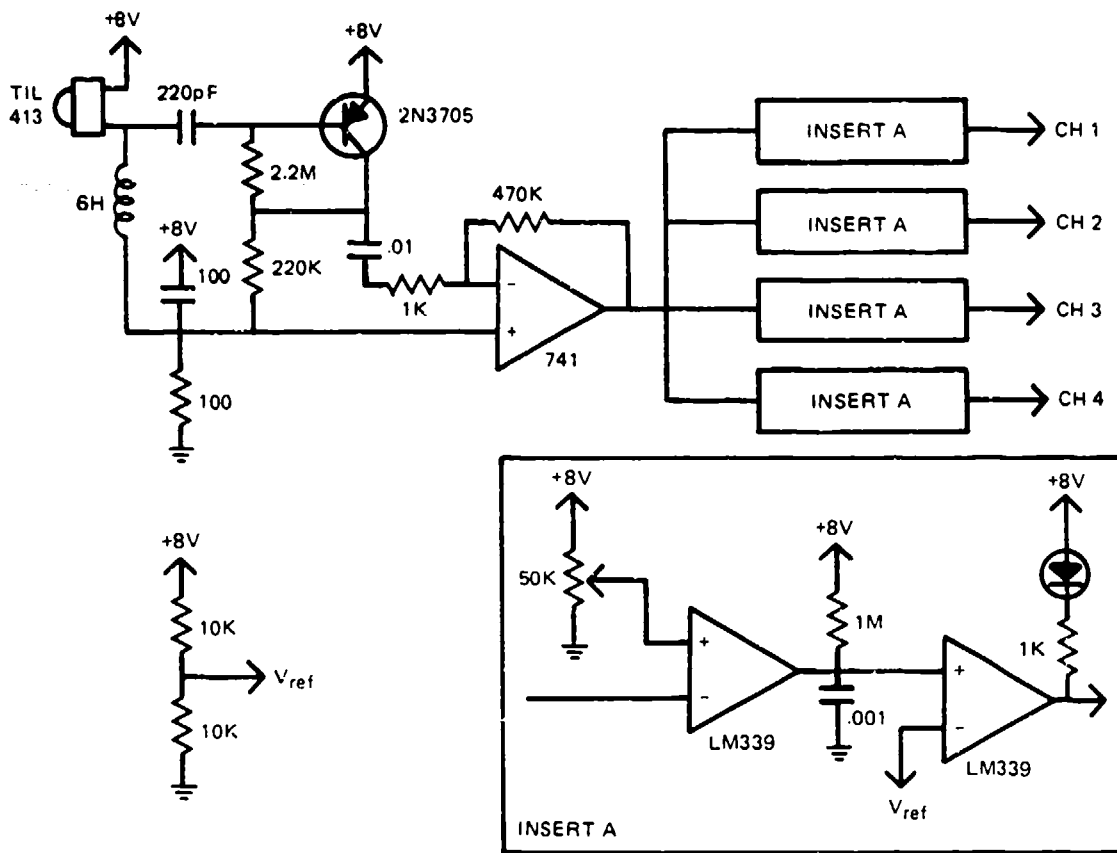 +8V
TIL
413
220pF
+8V
2N3705
2.2M
6H
+8V
100
220K
.01
1K
470K
-
+
741
100
INSERT A
CH 1
INSERT A
CH 2
INSERT A
CH 3
INSERT A
CH 4
+8V
10K
Vref
10K
+8V
50K
+
-
LM339
+8V
1M
.001
+
-
Vref
LM339
+8V
1K
INSERT A